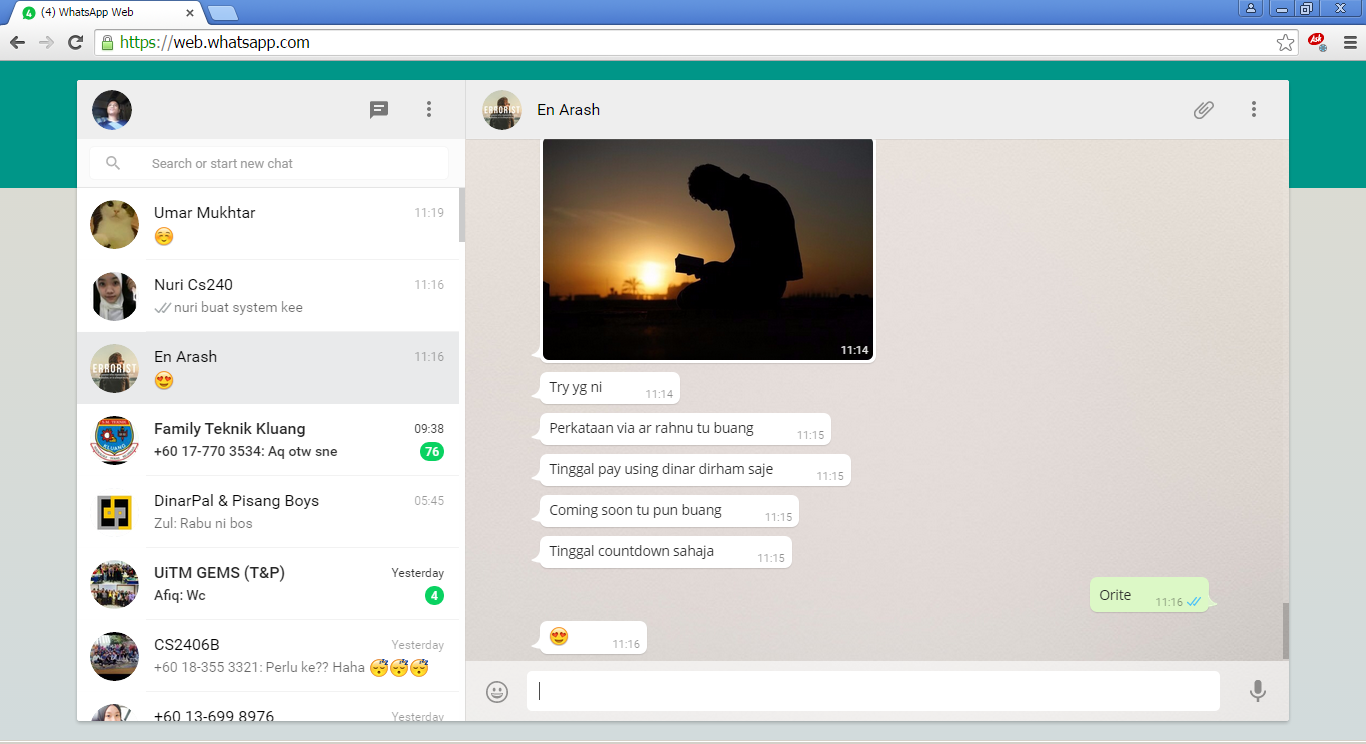 (4) WhatsApp Web
https://web.whatsapp.com
Ask
Search or start new chat
Umar Mukhtar 11:19
☺️
Nuri Cs240 11:16
nuri buat system kee
En Arash 11:16
😍
Family Teknik Kluang 09:38
+60 17-770 3534: Aq otw sne 76
DinarPal & Pisang Boys 05:45
Zul: Rabu ni bos
UiTM GEMS (T&P) Yesterday
Afiq: Wc 4
CS2406B Yesterday
+60 18-355 3321: Perlu ke?? Haha 😴😴😴
+60 13-699 8976 Yesterday
ERRORIST
En Arash
11:14
Try yg ni 11:14
Perkataan via ar rahnu tu buang 11:15
Tinggal pay using dinar dirham saje 11:15
Coming soon tu pun buang 11:15
Tinggal countdown sahaja 11:15
Orite 11:16
😍 11:16